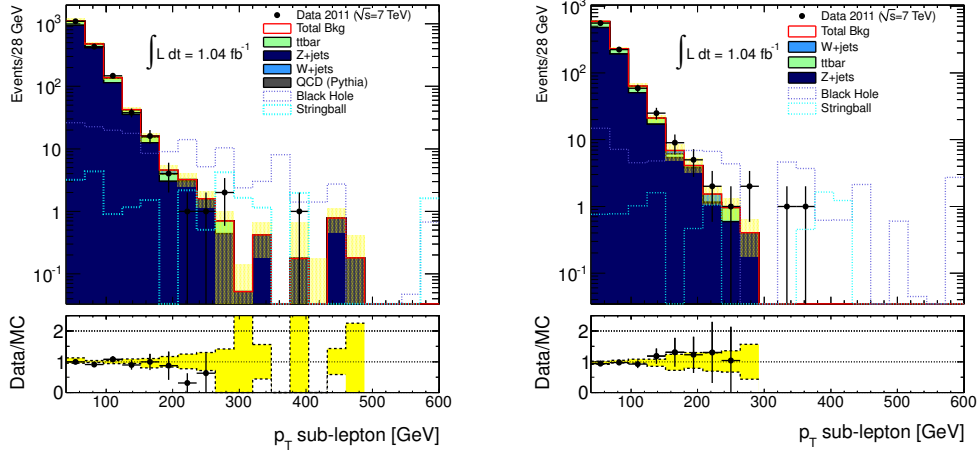 Events/28 GeV
10³
10²
10
1
10⁻¹
∫ L dt = 1.04 fb⁻¹
Data 2011 (√s=7 TeV)
Total Bkg
ttbar
Z+jets
W+jets
QCD (Pythia)
Black Hole
Stringball
Data/MC
2
1
0
100 200 300 400 500 600
p_T sub-lepton [GeV]
Events/28 GeV
10³
10²
10
1
10⁻¹
∫ L dt = 1.04 fb⁻¹
Data 2011 (√s=7 TeV)
Total Bkg
W+jets
ttbar
Z+jets
Black Hole
Stringball
Data/MC
2
1
0
100 200 300 400 500 600
p_T sub-lepton [GeV]